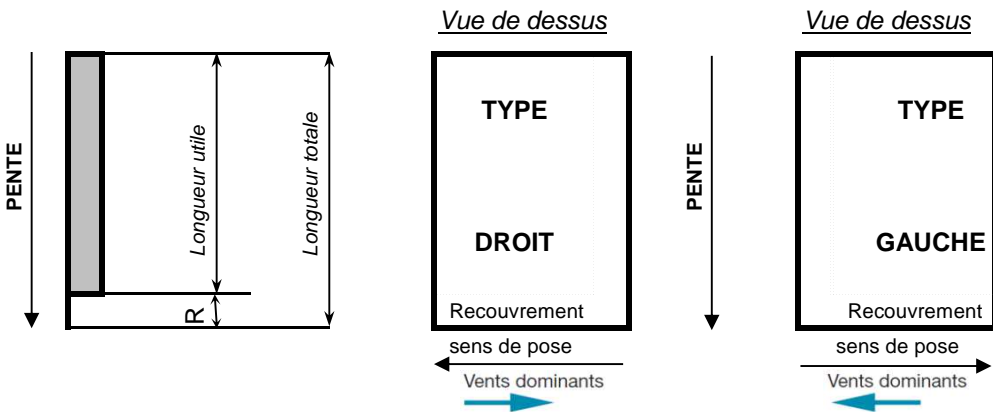 Vue de dessus
Vue de dessus
PENTE
Longueur utile
Longueur totale
R
TYPE
DROIT
Recouvrement
sens de pose
Vents dominants
PENTE
TYPE
GAUCHE
Recouvrement
sens de pose
Vents dominants